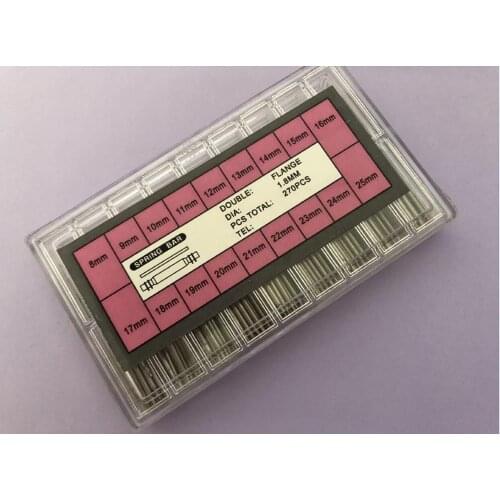 8mm 9mm 10mm 11mm 12mm 13mm 14mm 15mm 16mm
SPRING BAR
DOUBLE: FLANGE
DIA: 1.8MM
PCS TOTAL: 270PCS
TEL:
17mm 18mm 19mm 20mm 21mm 22mm 23mm 24mm 25mm